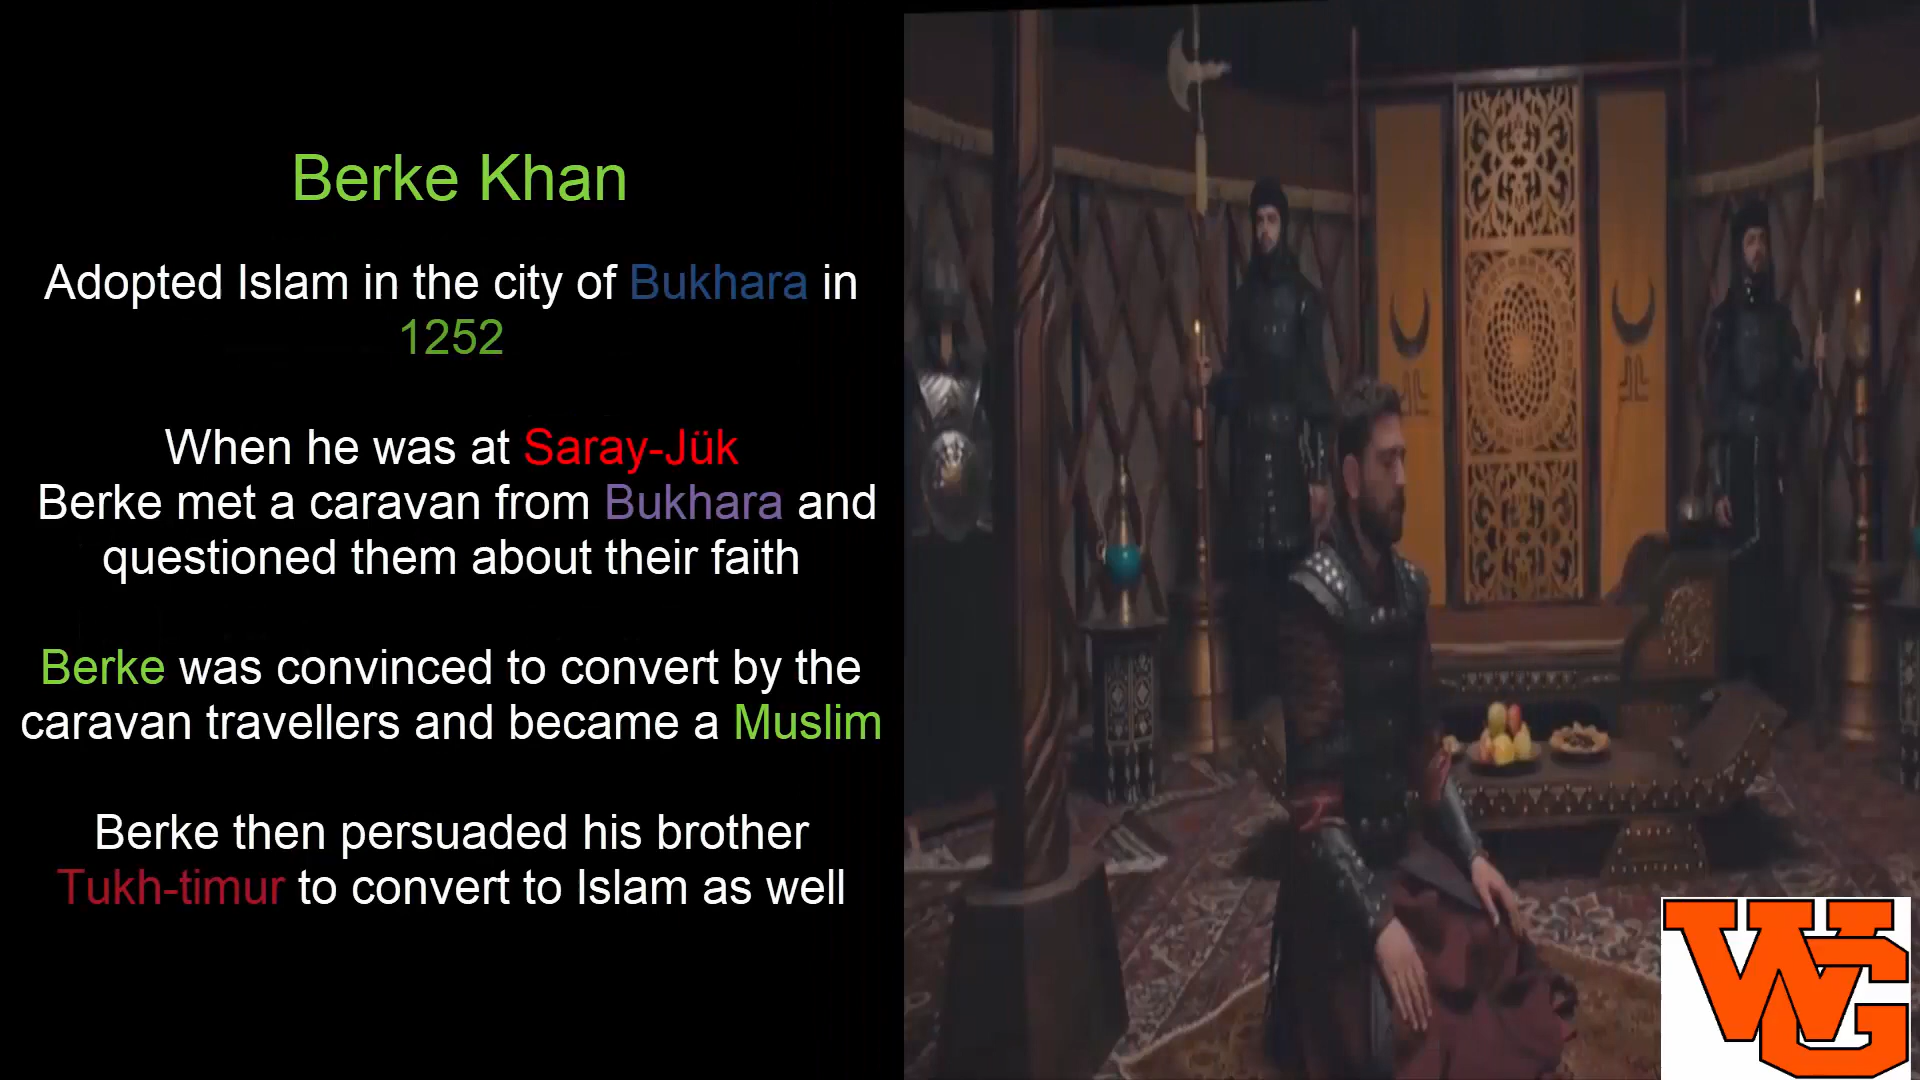 Berke Khan
Adopted Islam in the city of Bukhara in
1252
When he was at Saray-Jük
Berke met a caravan from Bukhara and
questioned them about their faith
Berke was convinced to convert by the
caravan travellers and became a Muslim
Berke then persuaded his brother
Tukh-timur to convert to Islam as well
WG